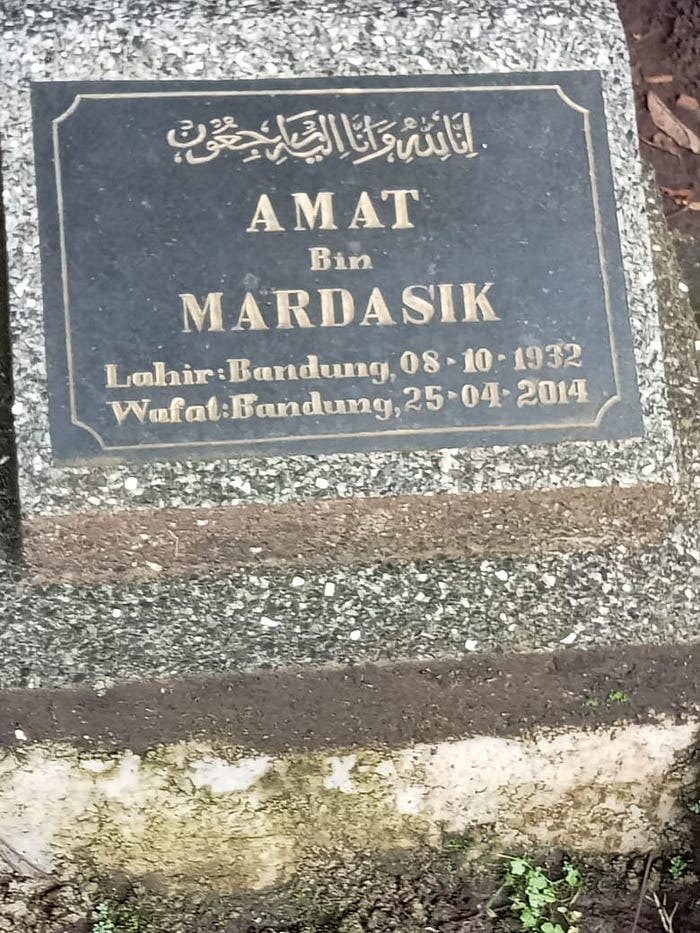 إنا لله وإنا إليه راجعون
AMAT
Bin
MARDASIK
Lahir:Bandung, 08-10-1932
Wafat:Bandung, 25-04-2014